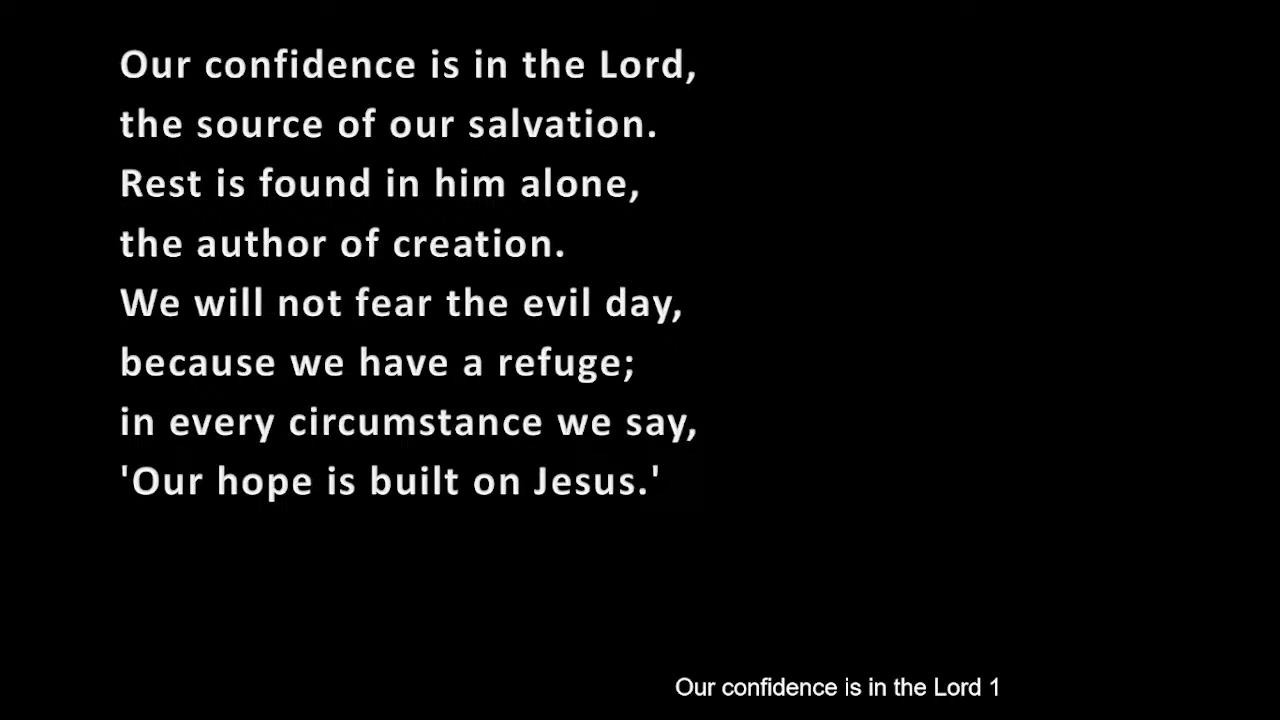 Our confidence is in the Lord,
the source of our salvation.
Rest is found in him alone,
the author of creation.
We will not fear the evil day,
because we have a refuge;
in every circumstance we say,
'Our hope is built on Jesus.'
Our confidence is in the Lord 1